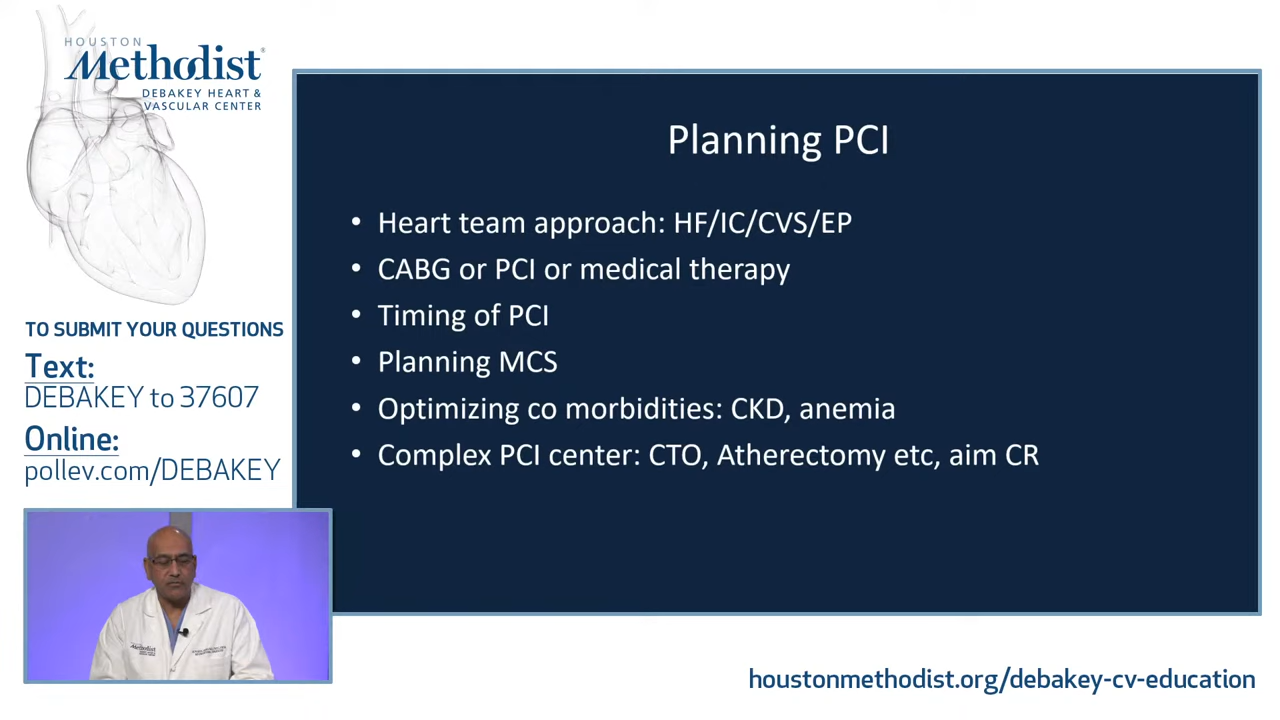 HOUSTON
Methodist®
DEBAKEY HEART &
VASCULAR CENTER
TO SUBMIT YOUR QUESTIONS
Text:
DEBAKEY to 37607
Online:
pollev.com/DEBAKEY
Planning PCI
• Heart team approach: HF/IC/CVS/EP
• CABG or PCI or medical therapy
• Timing of PCI
• Planning MCS
• Optimizing co morbidities: CKD, anemia
• Complex PCI center: CTO, Atherectomy etc, aim CR
Methodist
houstonmethodist.org/debakey-cv-education